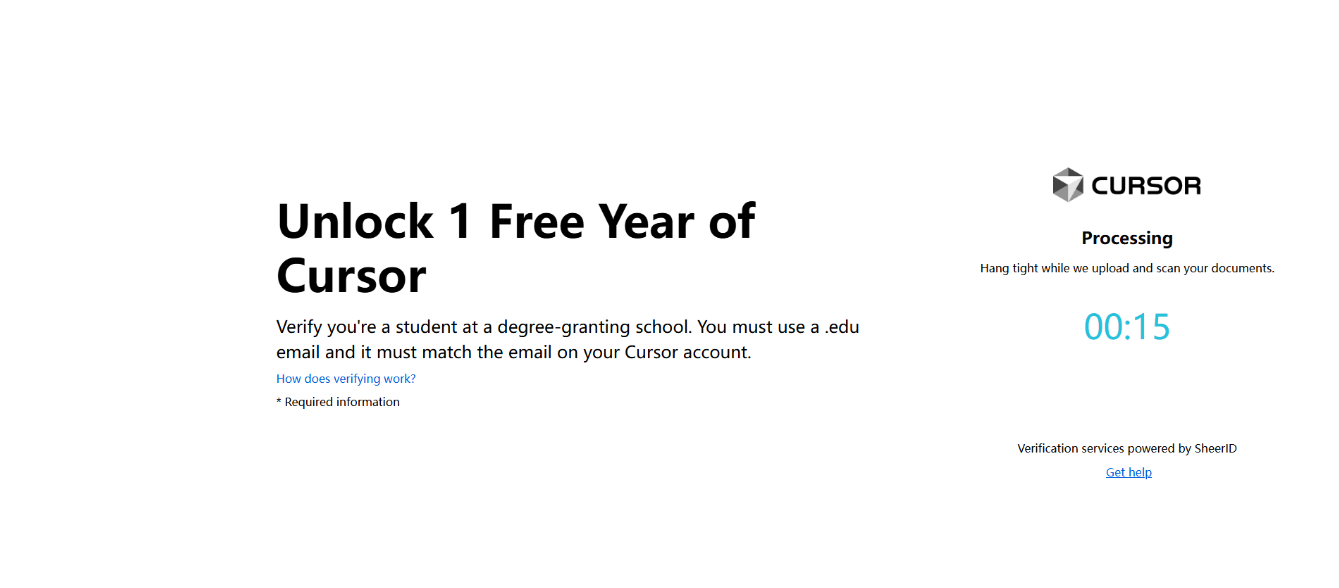 Unlock 1 Free Year of
Cursor
Verify you're a student at a degree-granting school. You must use a .edu
email and it must match the email on your Cursor account.
How does verifying work?
* Required information
CURSOR
Processing
Hang tight while we upload and scan your documents.
00:15
Verification services powered by SheerID
Get help